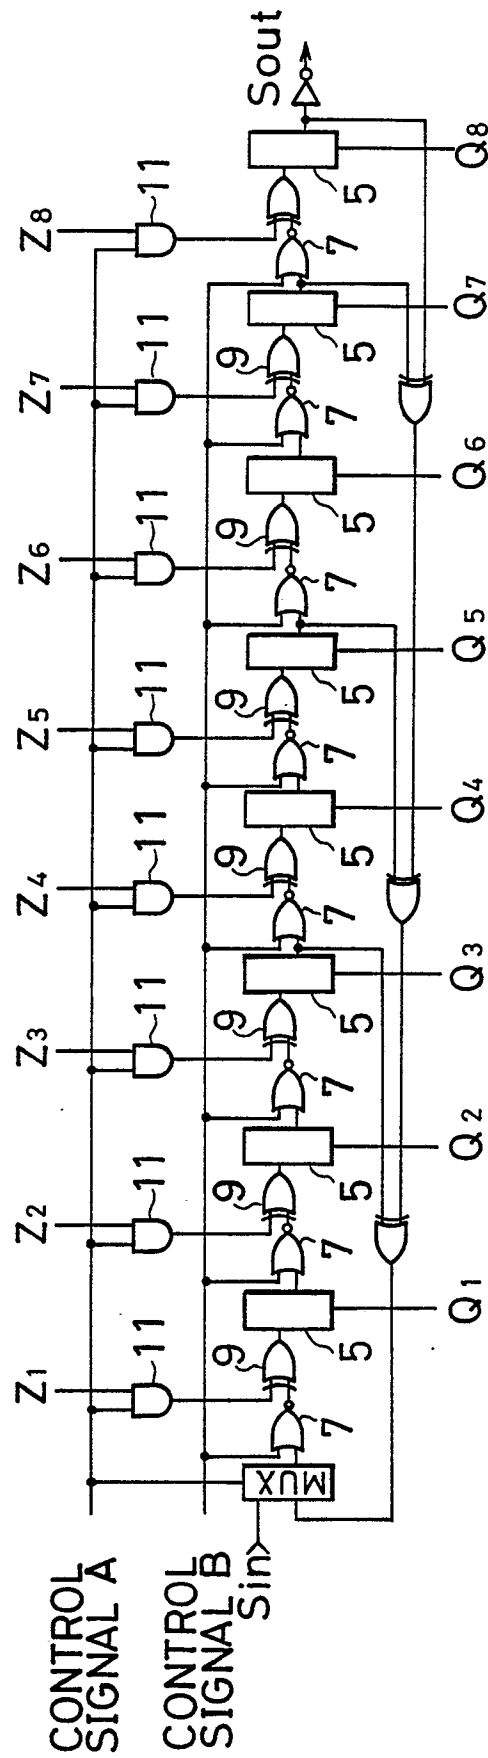 CONTROL
SIGNAL A
CONTROL
SIGNAL B
Sin
MUX
Z1 Z2 Z3 Z4 Z5 Z6 Z7 Z8
11 11 11 11 11 11 11 11
9 9 9 9 9 9 9
7 7 7 7 7 7 7 7
5 5 5 5 5 5 5 5
Sout
Q1 Q2 Q3 Q4 Q5 Q6 Q7 Q8